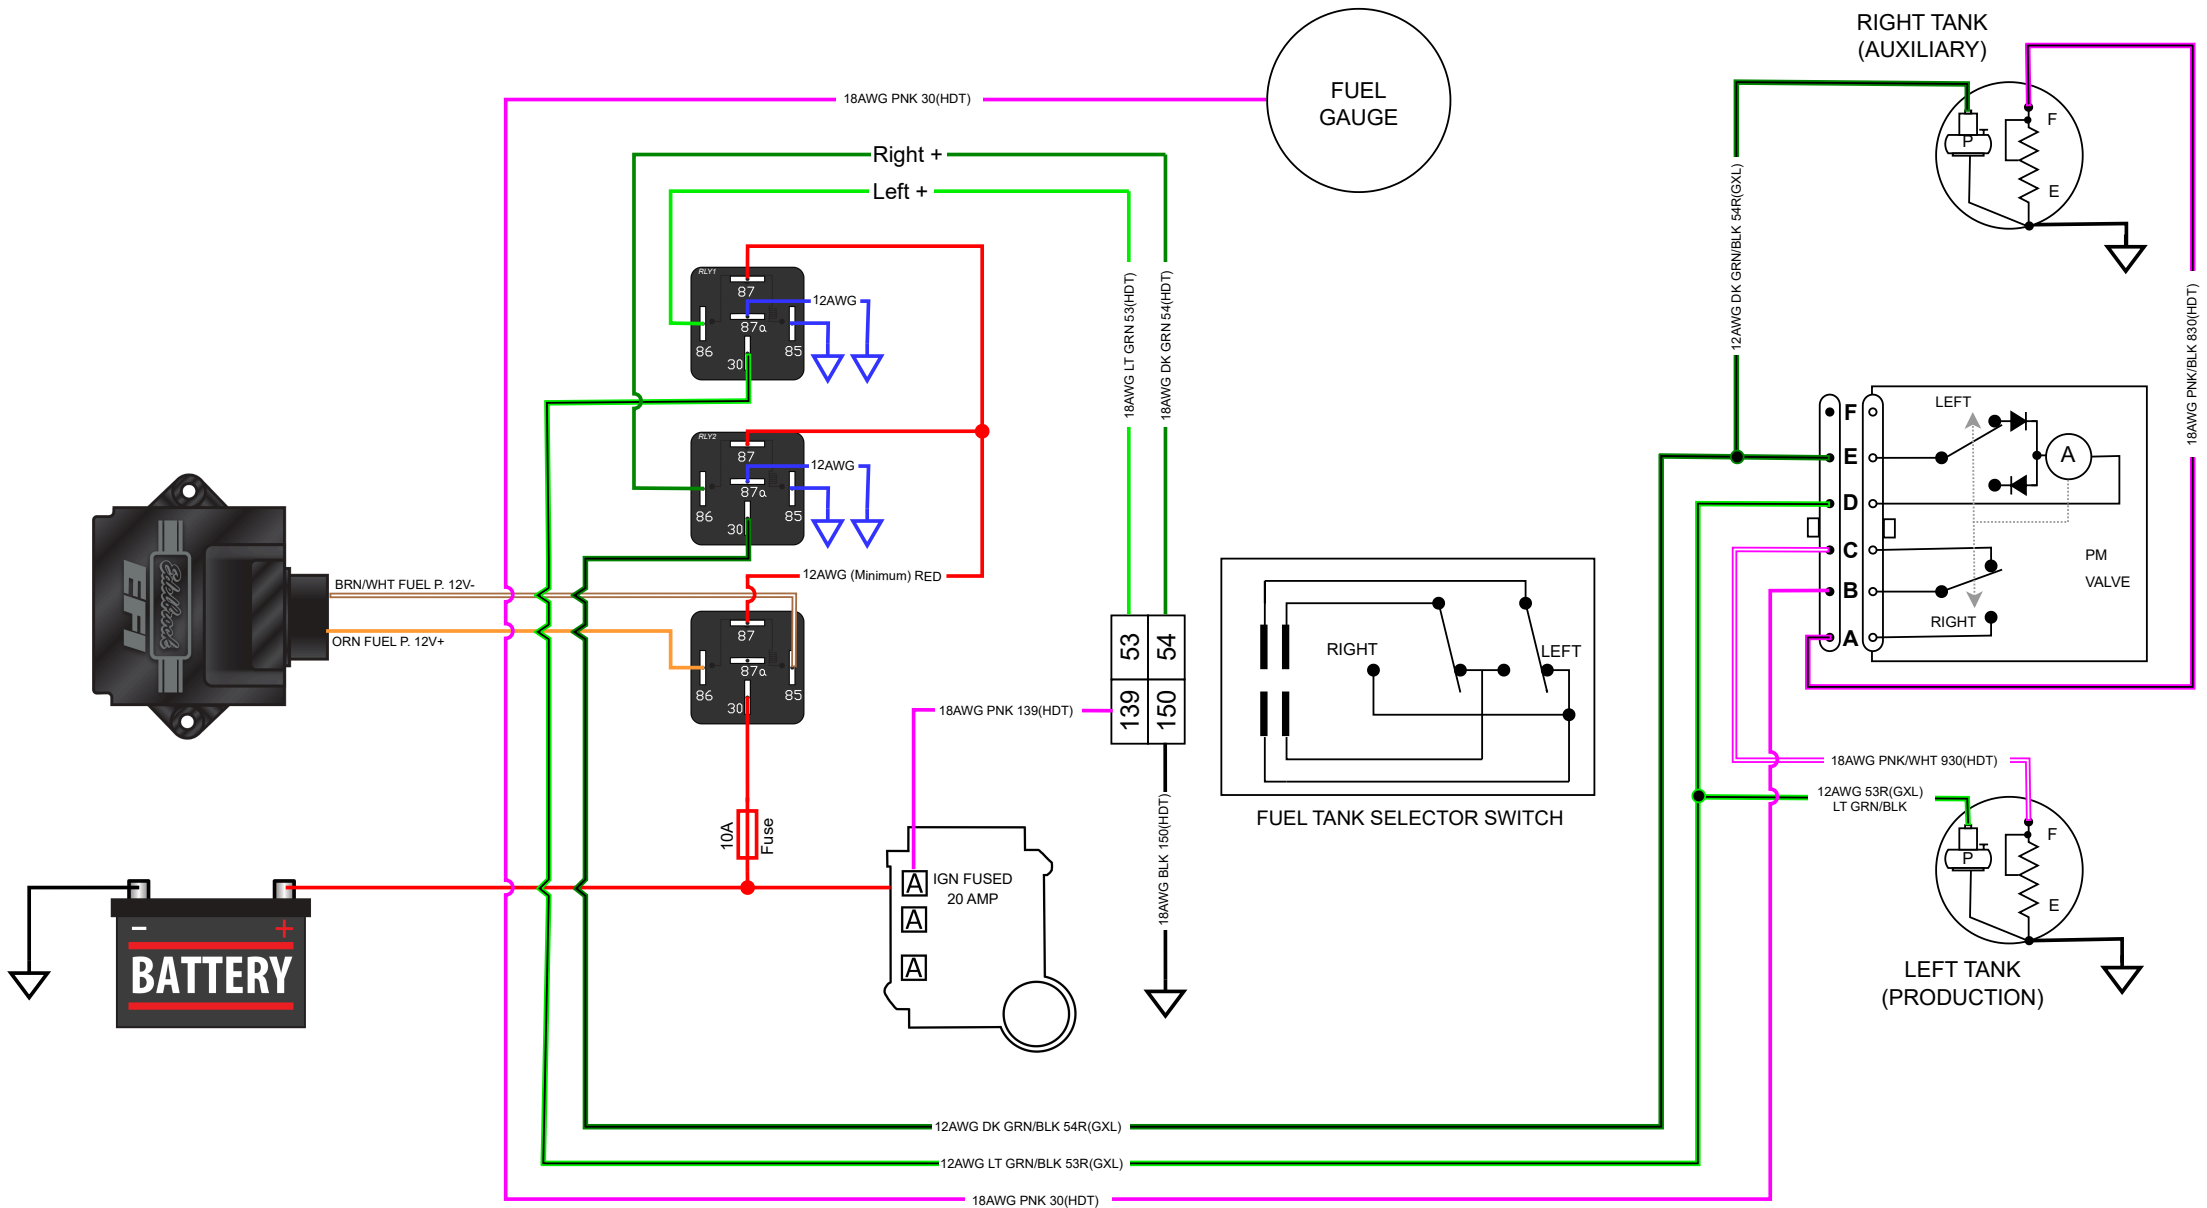 RIGHT TANK
(AUXILIARY)
FUEL
GAUGE
18AWG PNK 30(HDT)
Right +
Left +
F
P
E
12AWG DK GRN/BLK 54R(GXL)
18AWG PNK/BLK 830(HDT)
18AWG LT GRN 53(HDT)
18AWG DK GRN 54(HDT)
RLY1
87
12AWG
87a
86
85
30
RLY2
87
12AWG
87a
86
85
30
12AWG (Minimum) RED
87
87a
86
85
30
BRN/WHT FUEL P. 12V-
ORN FUEL P. 12V+
Edelbrock
EFI
F
E
D
C
B
A
LEFT
A
PM
VALVE
RIGHT
53
54
139
150
RIGHT
LEFT
FUEL TANK SELECTOR SWITCH
18AWG PNK 139(HDT)
18AWG BLK 150(HDT)
10A
Fuse
A
IGN FUSED
20 AMP
A
A
-
+
BATTERY
18AWG PNK/WHT 930(HDT)
12AWG 53R(GXL)
LT GRN/BLK
F
P
E
LEFT TANK
(PRODUCTION)
12AWG DK GRN/BLK 54R(GXL)
12AWG LT GRN/BLK 53R(GXL)
18AWG PNK 30(HDT)